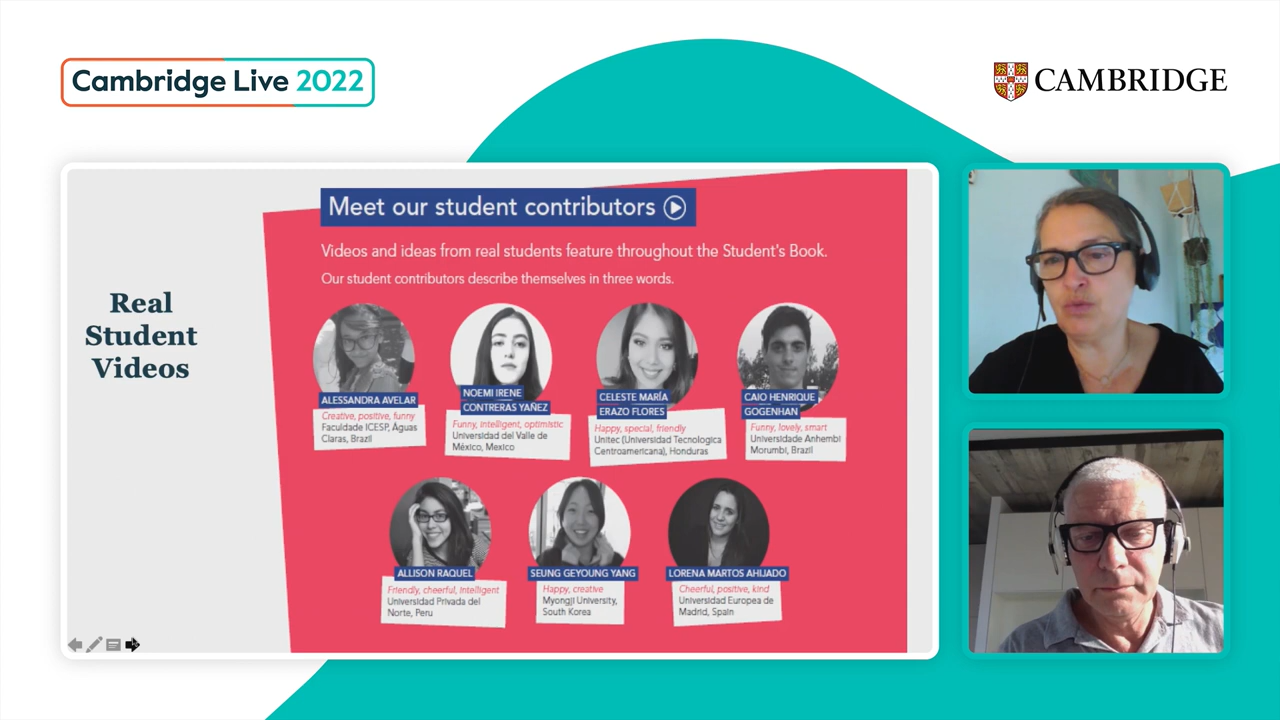 Cambridge Live 2022
CAMBRIDGE
Real
Student
Videos
Meet our student contributors
Videos and ideas from real students feature throughout the Student's Book.
Our student contributors describe themselves in three words.
ALESSANDRA AVELAR
Creative, positive, funny
Faculdade ICESP, Águas
Claras, Brazil
NOEMI IRENE
CONTRERAS YAÑEZ
Funny, intelligent, optimistic
Universidad del Valle de
México, Mexico
CELESTE MARÍA
ERAZO FLORES
Happy, special, friendly
Unitec (Universidad Tecnologica
Centroamericana), Honduras
CAIO HENRIQUE
GOGENHAN
Funny, lovely, smart
Universidade Anhembi
Morumbi, Brazil
ALLISON RAQUEL
Friendly, cheerful, intelligent
Universidad Privada del
Norte, Peru
SEUNG GEYOUNG YANG
Happy, creative
Myongji University,
South Korea
LORENA MARTOS AHIJADO
Cheerful, positive, kind
Universidad Europea de
Madrid, Spain